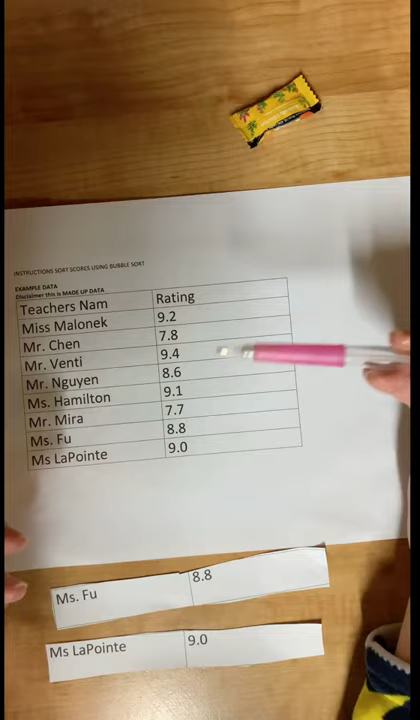 INSTRUCTIONS SORT SCORES USING BUBBLE SORT
EXAMPLE DATA
Disclaimer this is MADE UP DATA
Teachers Nam Rating
Miss Malonek 9.2
Mr. Chen 7.8
Mr. Venti 9.4
Mr. Nguyen 8.6
Ms. Hamilton 9.1
Mr. Mira 7.7
Ms. Fu 8.8
Ms LaPointe 9.0
Ms. Fu 8.8
Ms LaPointe 9.0